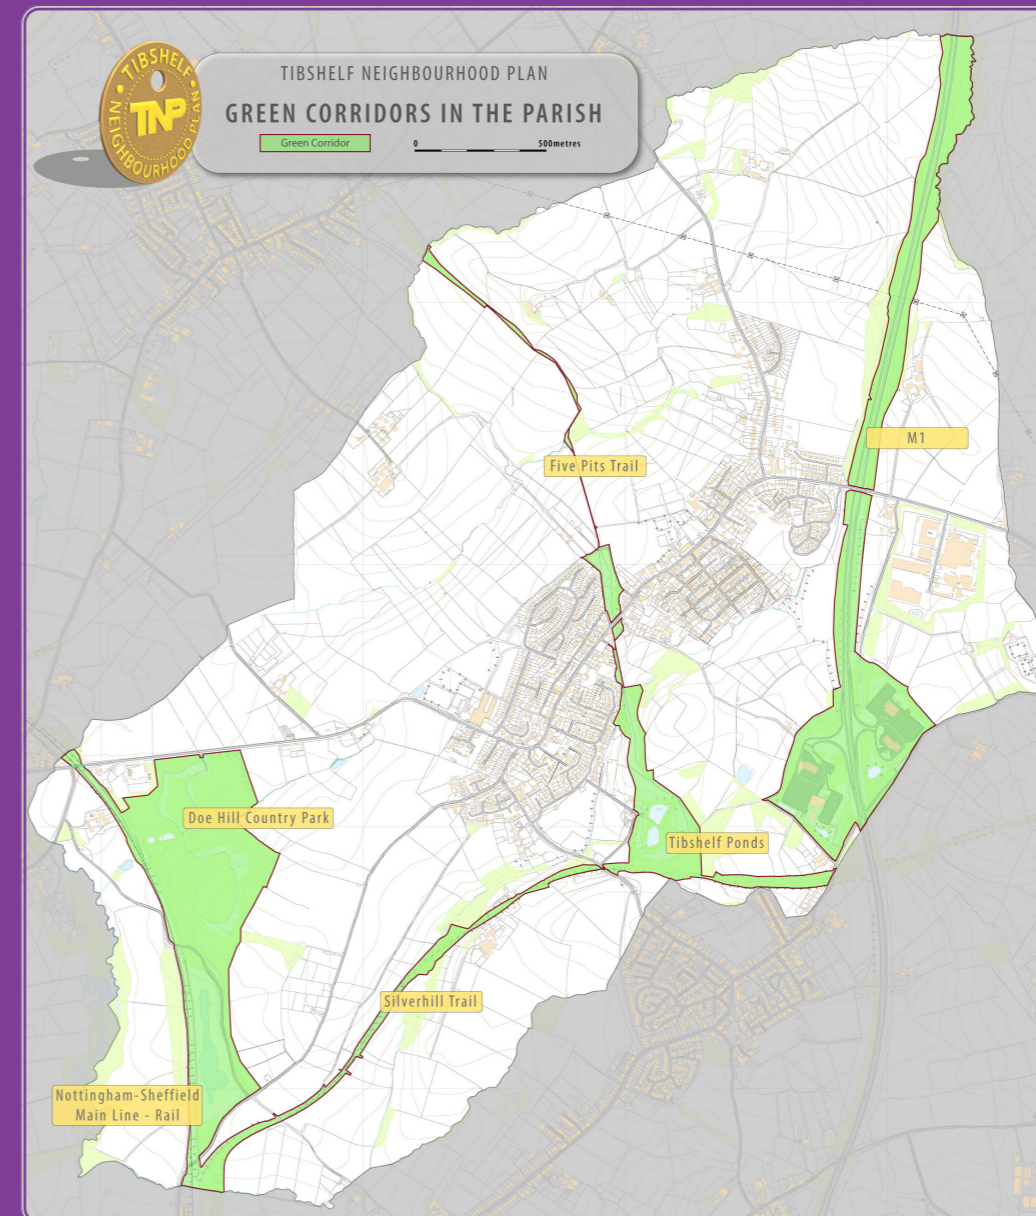 TIBSHELF
NEIGHBOURHOOD PLAN
TNP
TIBSHELF NEIGHBOURHOOD PLAN
GREEN CORRIDORS IN THE PARISH
Green Corridor
0 500metres
M1
Five Pits Trail
Doe Hill Country Park
Tibshelf Ponds
Silverhill Trail
Nottingham-Sheffield
Main Line - Rail